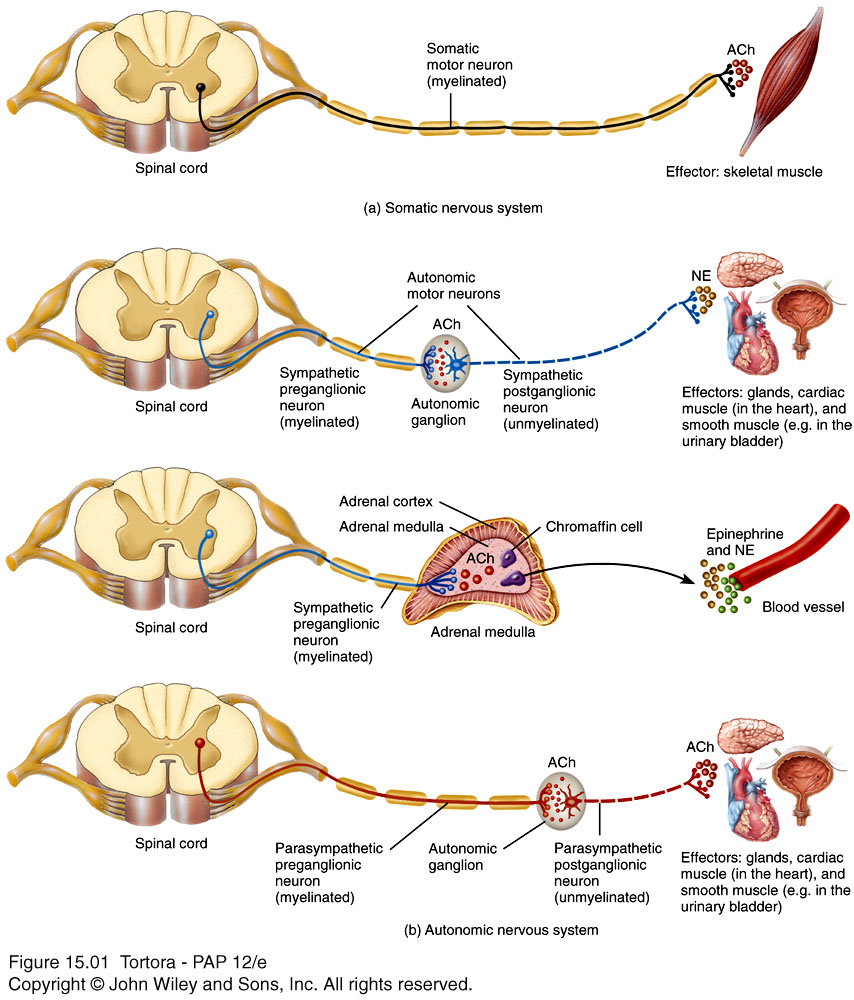 Somatic
motor neuron
(myelinated)
ACh
Spinal cord
Effector: skeletal muscle
(a) Somatic nervous system
Autonomic
motor neurons
NE
ACh
Sympathetic
preganglionic
neuron
(myelinated)
Autonomic
ganglion
Sympathetic
postganglionic
neuron
(unmyelinated)
Spinal cord
Effectors: glands, cardiac
muscle (in the heart), and
smooth muscle (e.g. in the
urinary bladder)
Adrenal cortex
Adrenal medulla
Chromaffin cell
ACh
Epinephrine
and NE
Blood vessel
Spinal cord
Sympathetic
preganglionic
neuron
(myelinated)
Adrenal medulla
ACh
ACh
Spinal cord
Parasympathetic
preganglionic
neuron
(myelinated)
Autonomic
ganglion
Parasympathetic
postganglionic
neuron
(unmyelinated)
Effectors: glands, cardiac
muscle (in the heart), and
smooth muscle (e.g. in the
urinary bladder)
(b) Autonomic nervous system
Figure 15.01 Tortora - PAP 12/e
Copyright © John Wiley and Sons, Inc. All rights reserved.